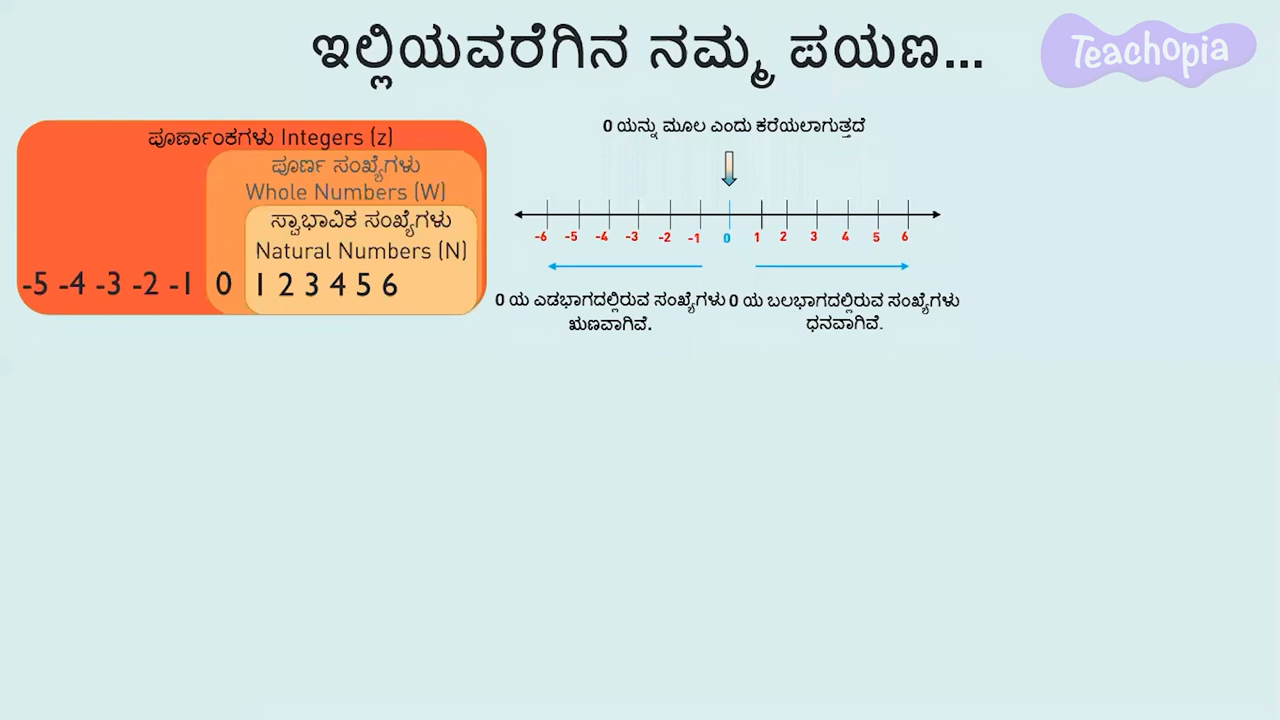 ಇಲ್ಲಿಯವರೆಗಿನ ನಮ್ಮ ಪಯಣ...
Teachopia
ಪೂರ್ಣಾಂಕಗಳು Integers (z)
ಪೂರ್ಣ ಸಂಖ್ಯೆಗಳು
Whole Numbers (W)
ಸ್ವಾಭಾವಿಕ ಸಂಖ್ಯೆಗಳು
Natural Numbers (N)
-5 -4 -3 -2 -1 0 1 2 3 4 5 6
0 ಯನ್ನು ಮೂಲ ಎಂದು ಕರೆಯಲಾಗುತ್ತದೆ
-6 -5 -4 -3 -2 -1 0 1 2 3 4 5 6
0 ಯ ಎಡಭಾಗದಲ್ಲಿರುವ ಸಂಖ್ಯೆಗಳು
ಋಣವಾಗಿವೆ.
0 ಯ ಬಲಭಾಗದಲ್ಲಿರುವ ಸಂಖ್ಯೆಗಳು
ಧನವಾಗಿವೆ.